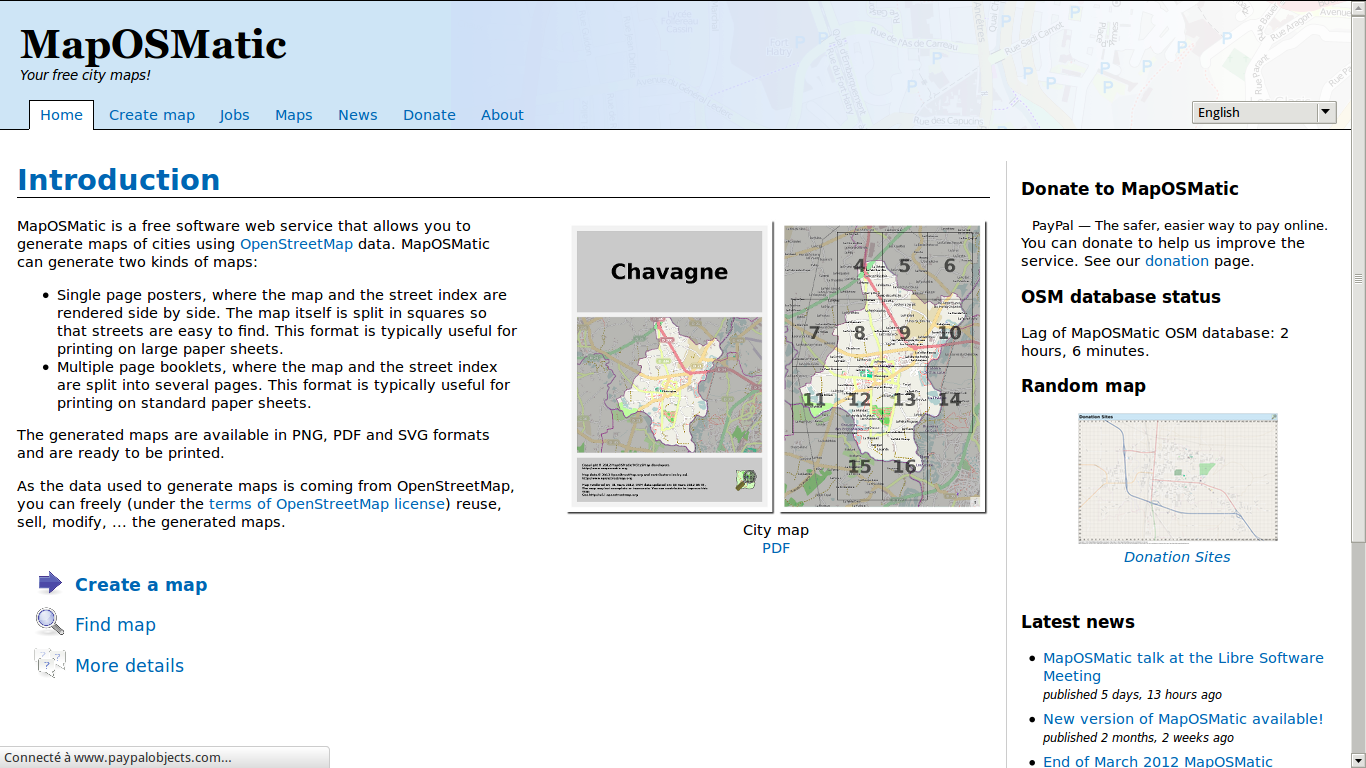 MapOSMatic
Your free city maps!
Home
Create map
Jobs
Maps
News
Donate
About
English
Introduction
MapOSMatic is a free software web service that allows you to
generate maps of cities using OpenStreetMap data. MapOSMatic
can generate two kinds of maps:
Single page posters, where the map and the street index are
rendered side by side. The map itself is split in squares so
that streets are easy to find. This format is typically useful for
printing on large paper sheets.
Multiple page booklets, where the map and the street index
are split into several pages. This format is typically useful for
printing on standard paper sheets.
The generated maps are available in PNG, PDF and SVG formats
and are ready to be printed.
As the data used to generate maps is coming from OpenStreetMap,
you can freely (under the terms of OpenStreetMap license) reuse,
sell, modify, ... the generated maps.
Create a map
Find map
More details
Chavagne
4 5 6
7 8 9 10
11 12 13 14
15 16
City map
PDF
Donate to MapOSMatic
PayPal — The safer, easier way to pay online.
You can donate to help us improve the
service. See our donation page.
OSM database status
Lag of MapOSMatic OSM database: 2
hours, 6 minutes.
Random map
Donation Sites
Donation Sites
Latest news
MapOSMatic talk at the Libre Software
Meeting
published 5 days, 13 hours ago
New version of MapOSMatic available!
published 2 months, 2 weeks ago
End of March 2012 MapOSMatic
Connecté à www.paypalobjects.com...